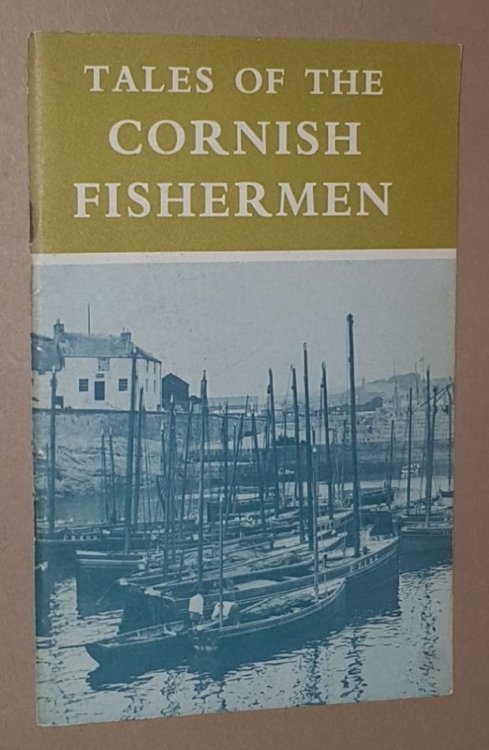 TALES OF THE
CORNISH
FISHERMEN